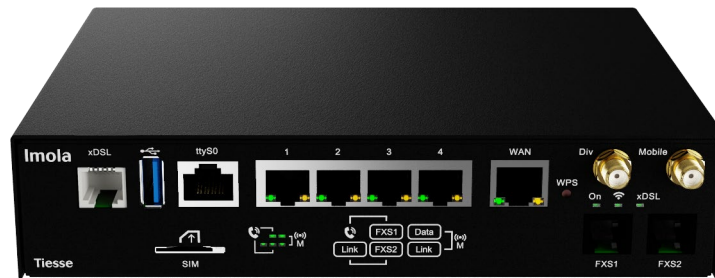 Imola
xDSL
ttyS0
1 2 3 4
WAN
Div
Mobile
WPS
On
xDSL
SIM
M
FXS1 Data
Link FXS2 Link
M
FXS1
FXS2
Tiesse